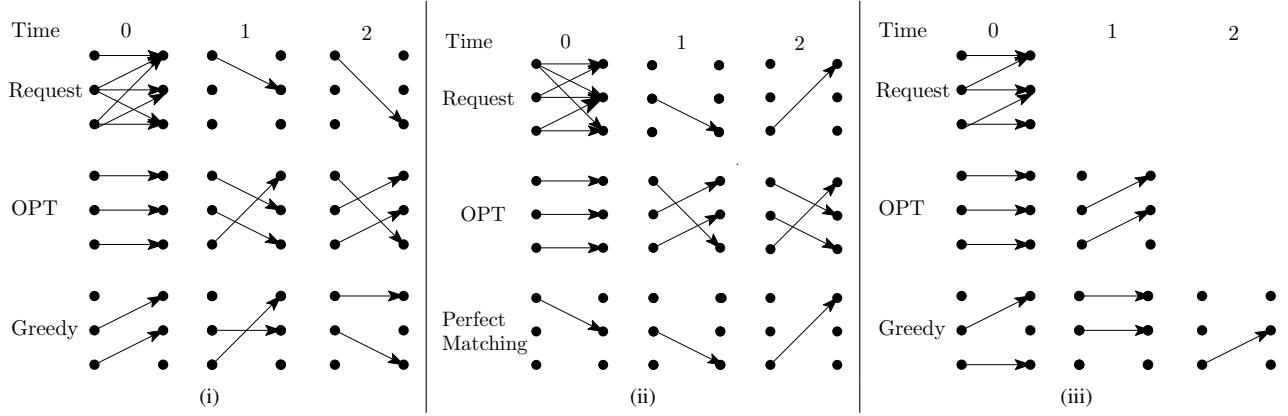 Time 0 1 2
Request
OPT
Greedy
(i)
Time 0 1 2
Request
OPT
Perfect
Matching
(ii)
Time 0 1 2
Request
OPT
Greedy
(iii)